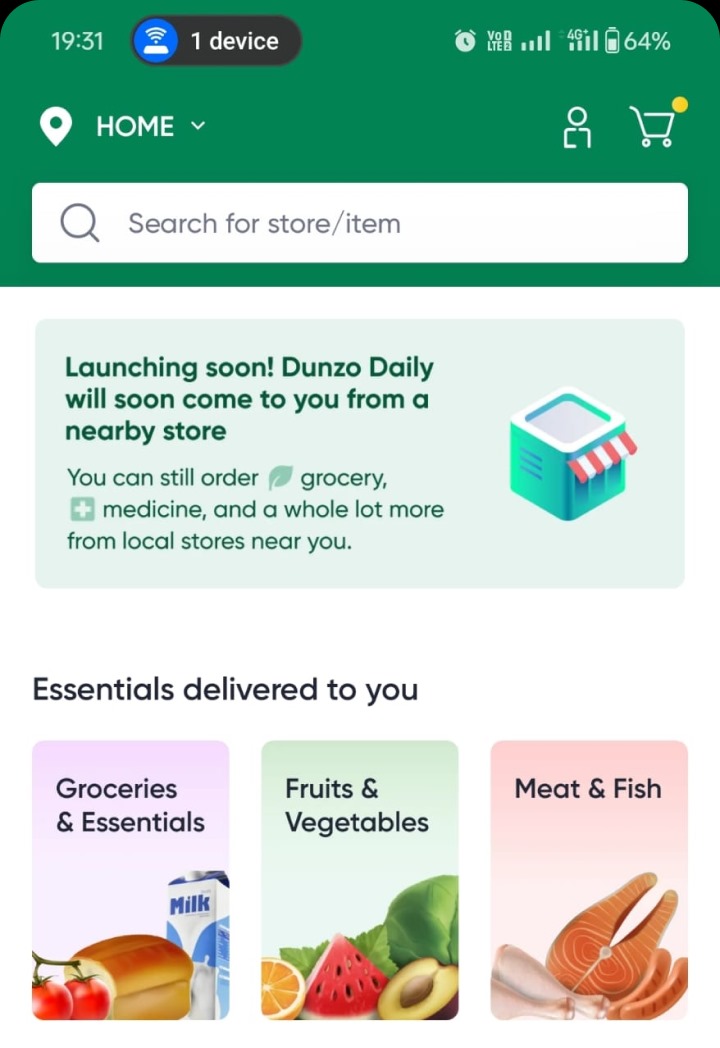 19:31
1 device
VoD
LTE2
4G+
64%
HOME
Search for store/item
Launching soon! Dunzo Daily
will soon come to you from a
nearby store
You can still order grocery,
medicine, and a whole lot more
from local stores near you.
Essentials delivered to you
Groceries
& Essentials
Fruits &
Vegetables
Meat & Fish
Milk